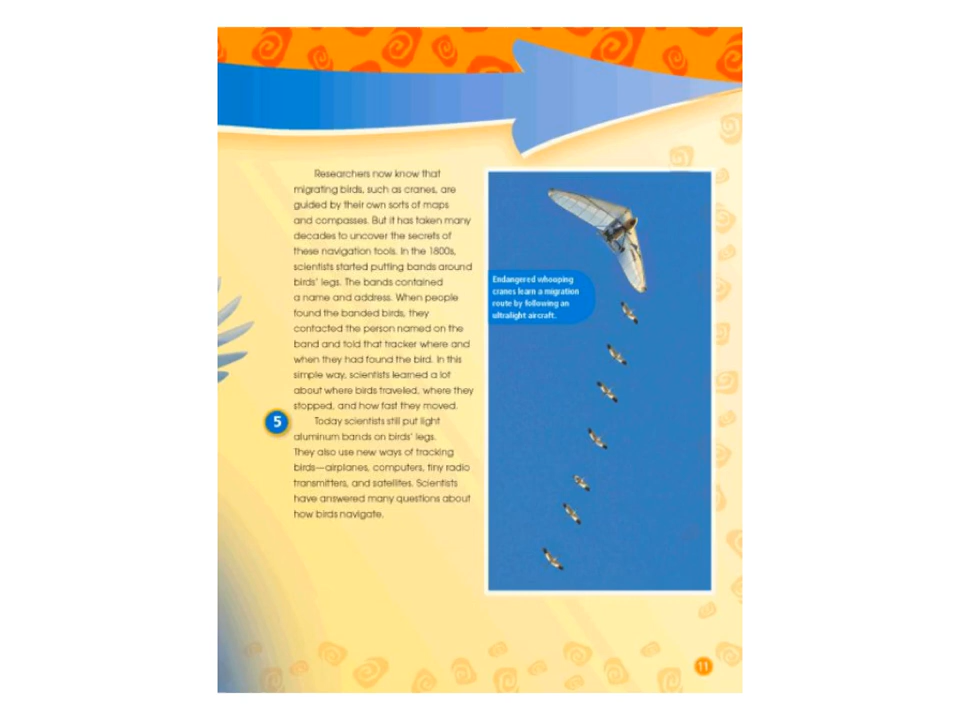 Researchers now know that
migrating birds, such as cranes, are
guided by their own sorts of maps
and compasses. But it has taken many
decades to uncover the secrets of
these navigation tools. In the 1800s,
scientists started putting bands around
birds' legs. The bands contained
a name and address. When people
found the banded birds, they
contacted the person named on the
band and told that tracker where and
when they had found the bird. In this
simple way, scientists learned a lot
about where birds traveled, where they
stopped, and how fast they moved.
5 Today scientists still put light
aluminum bands on birds' legs.
They also use new ways of tracking
birds—airplanes, computers, tiny radio
transmitters, and satellites. Scientists
have answered many questions about
how birds navigate.
Endangered whooping
cranes learn a migration
route by following an
ultralight aircraft.
11